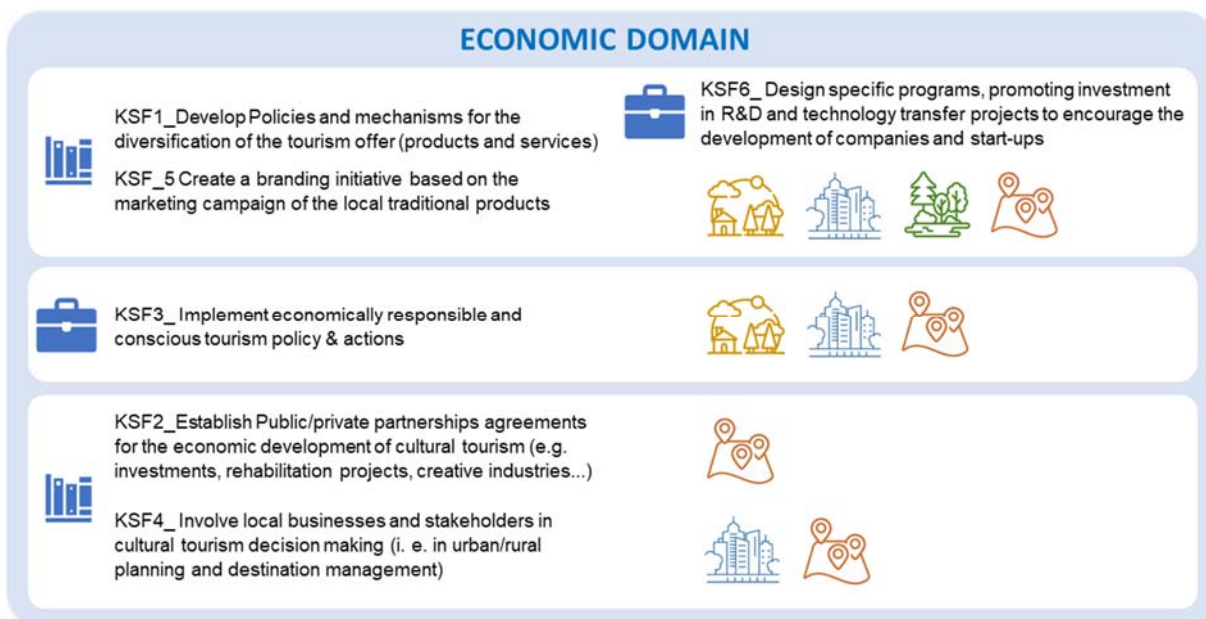 ECONOMIC DOMAIN
KSF1_Develop Policies and mechanisms for the
diversification of the tourism offer (products and services)
KSF_5 Create a branding initiative based on the
marketing campaign of the local traditional products
KSF6_ Design specific programs, promoting investment
in R&D and technology transfer projects to encourage the
development of companies and start-ups
KSF3_ Implement economically responsible and
conscious tourism policy & actions
KSF2_Establish Public/private partnerships agreements
for the economic development of cultural tourism (e.g.
investments, rehabilitation projects, creative industries...)
KSF4_ Involve local businesses and stakeholders in
cultural tourism decision making (i. e. in urban/rural
planning and destination management)